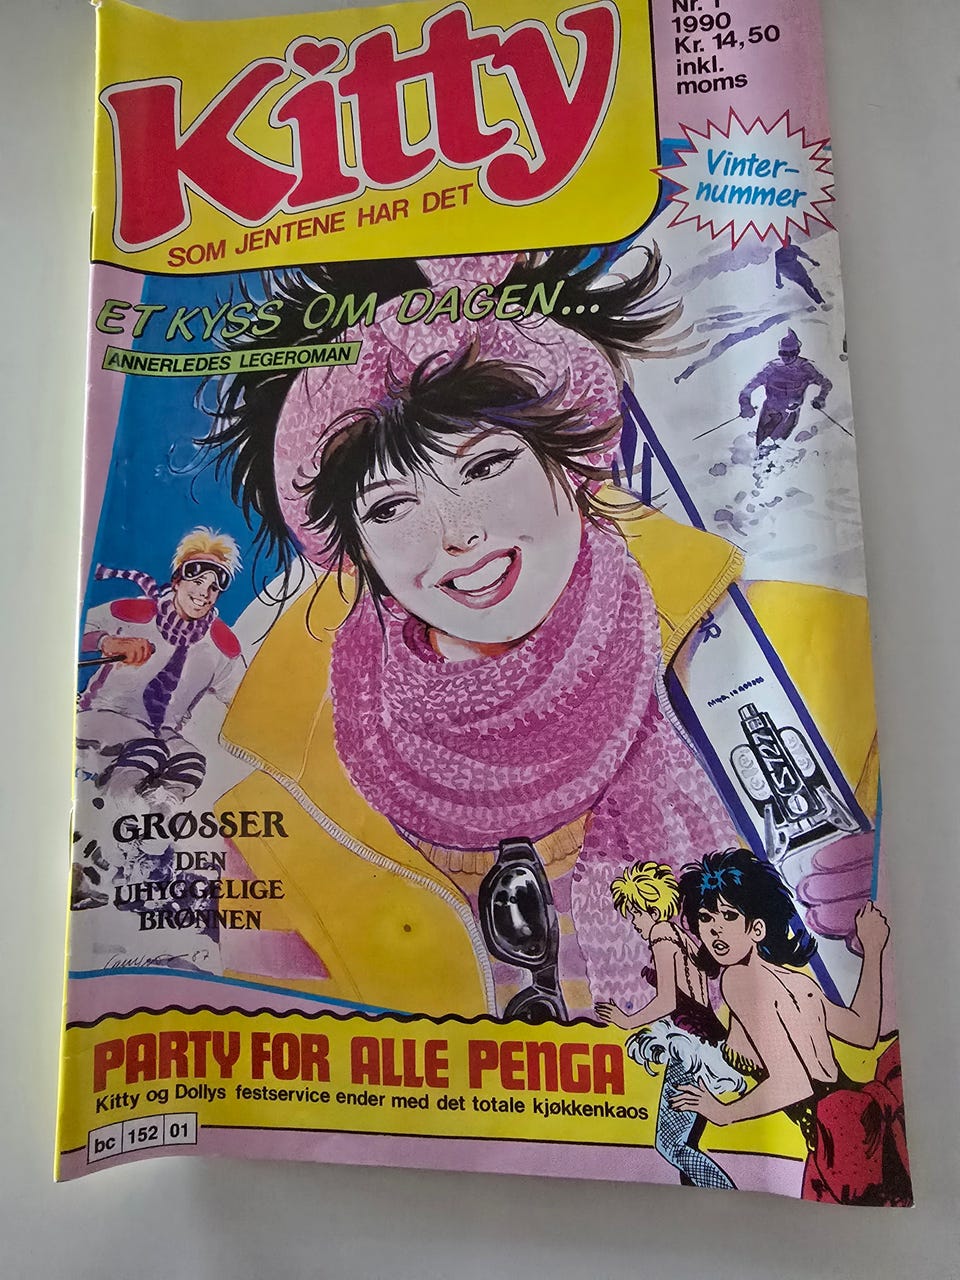 Kitty
SOM JENTENE HAR DET
Nr. 1
1990
Kr. 14,50
inkl.
moms
Vinter-
nummer
ET KYSS OM DAGEN...
ANNERLEDES LEGEROMAN
GRØSSER
DEN
UHYGGELIGE
BRØNNEN
87
PARTY FOR ALLE PENGA
Kitty og Dollys festservice ender med det totale kjøkkenkaos
bc 152 01